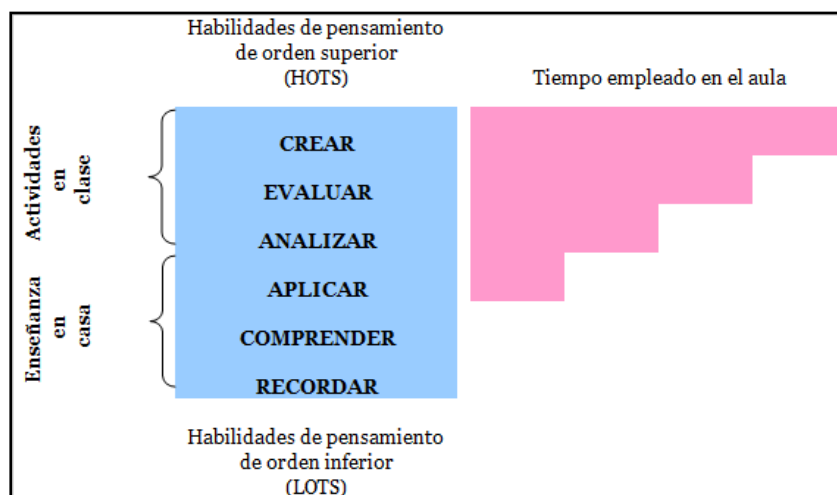 Habilidades de pensamiento
de orden superior
(HOTS)
Tiempo empleado en el aula
Actividades
en
clase
CREAR
EVALUAR
ANALIZAR
Enseñanza
en
casa
APLICAR
COMPRENDER
RECORDAR
Habilidades de pensamiento
de orden inferior
(LOTS)